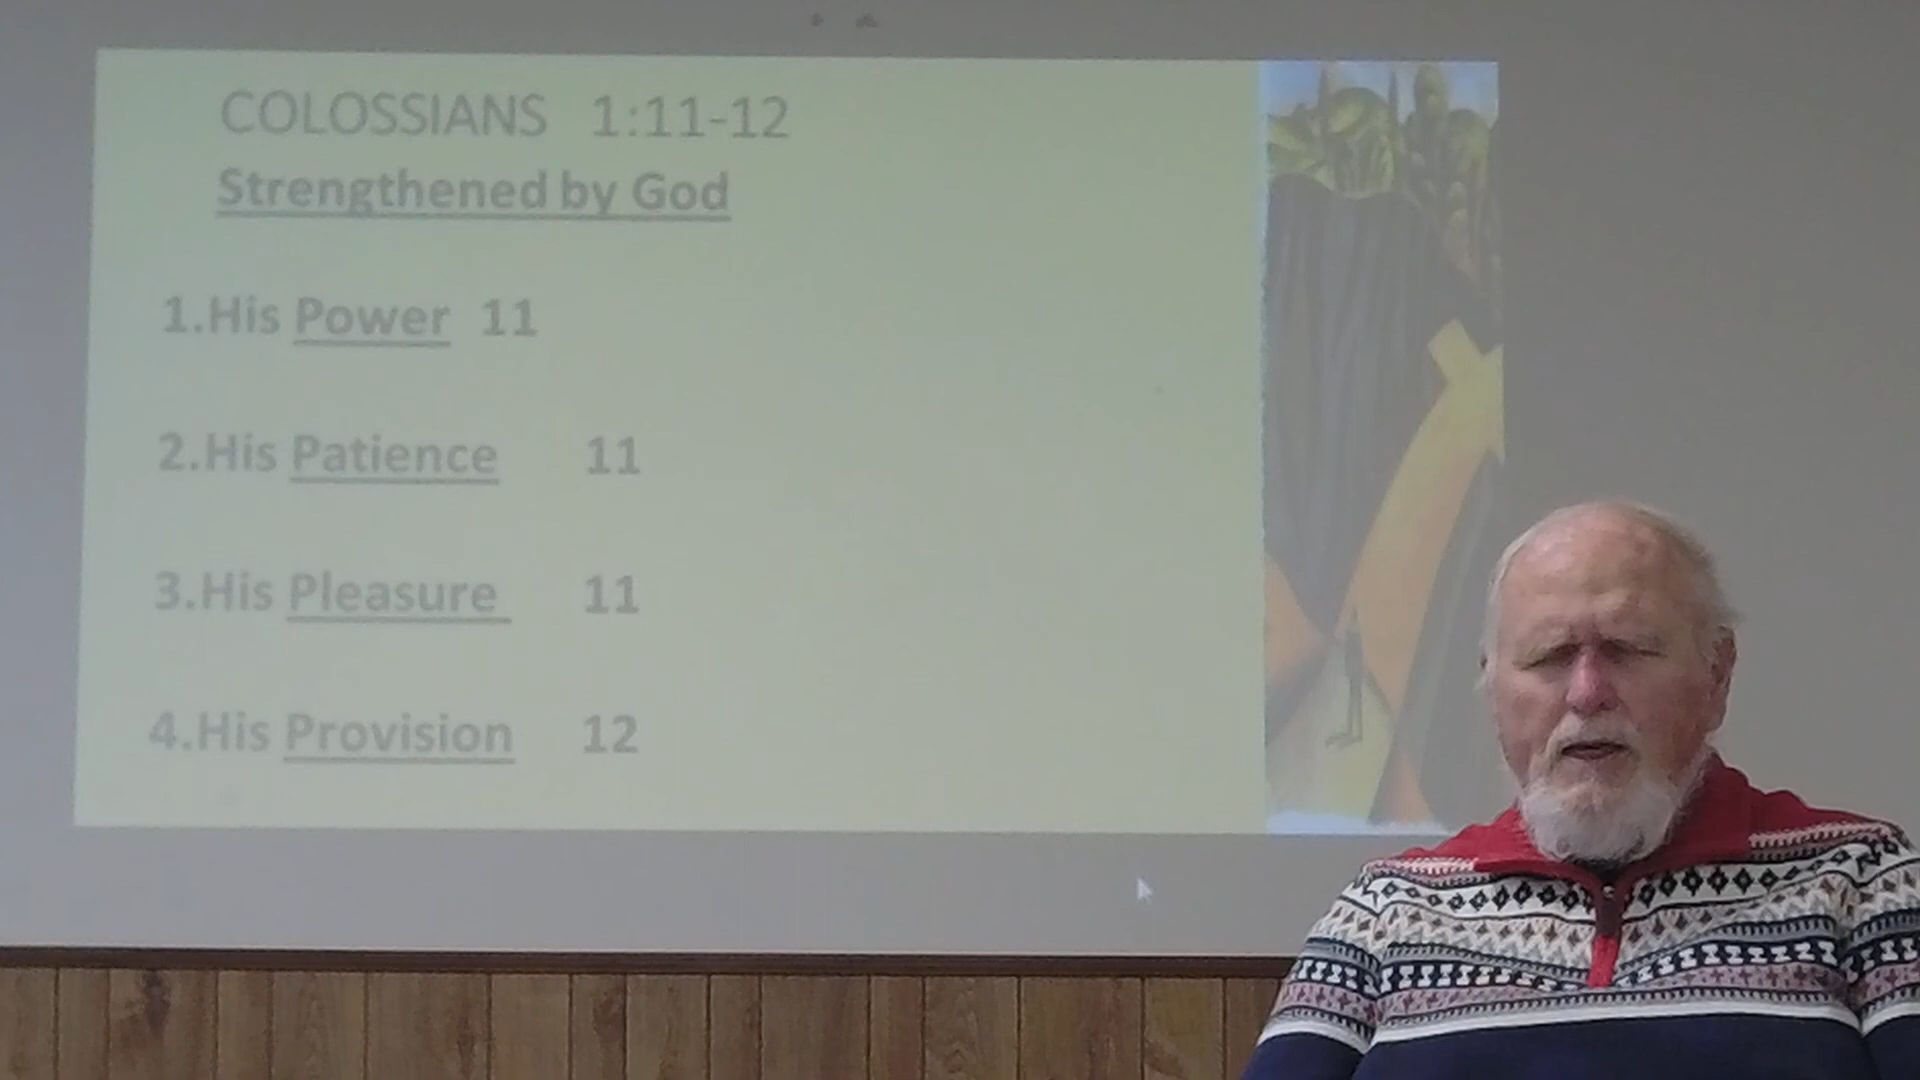 COLOSSIANS 1:11-12
Strengthened by God
1.His Power 11
2.His Patience 11
3.His Pleasure 11
4.His Provision 12